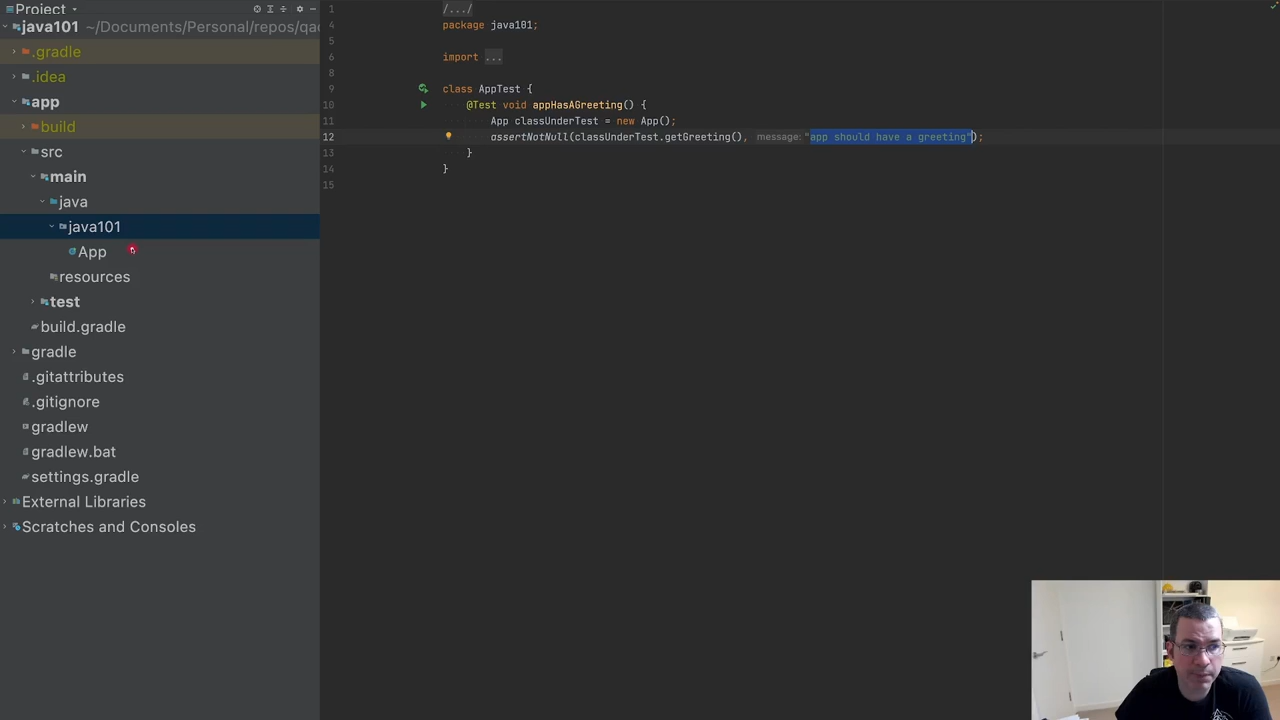 Project
java101 ~/Documents/Personal/repos/qac
.gradle
.idea
app
build
src
main
java
java101
App
resources
test
build.gradle
gradle
.gitattributes
.gitignore
gradlew
gradlew.bat
settings.gradle
External Libraries
Scratches and Consoles
1 /.../
4 package java101;
5
6 import ...
8
9 class AppTest {
10 @Test void appHasAGreeting() {
11 App classUnderTest = new App();
12 assertNotNull(classUnderTest.getGreeting(), message: "app should have a greeting");
13 }
14 }
15